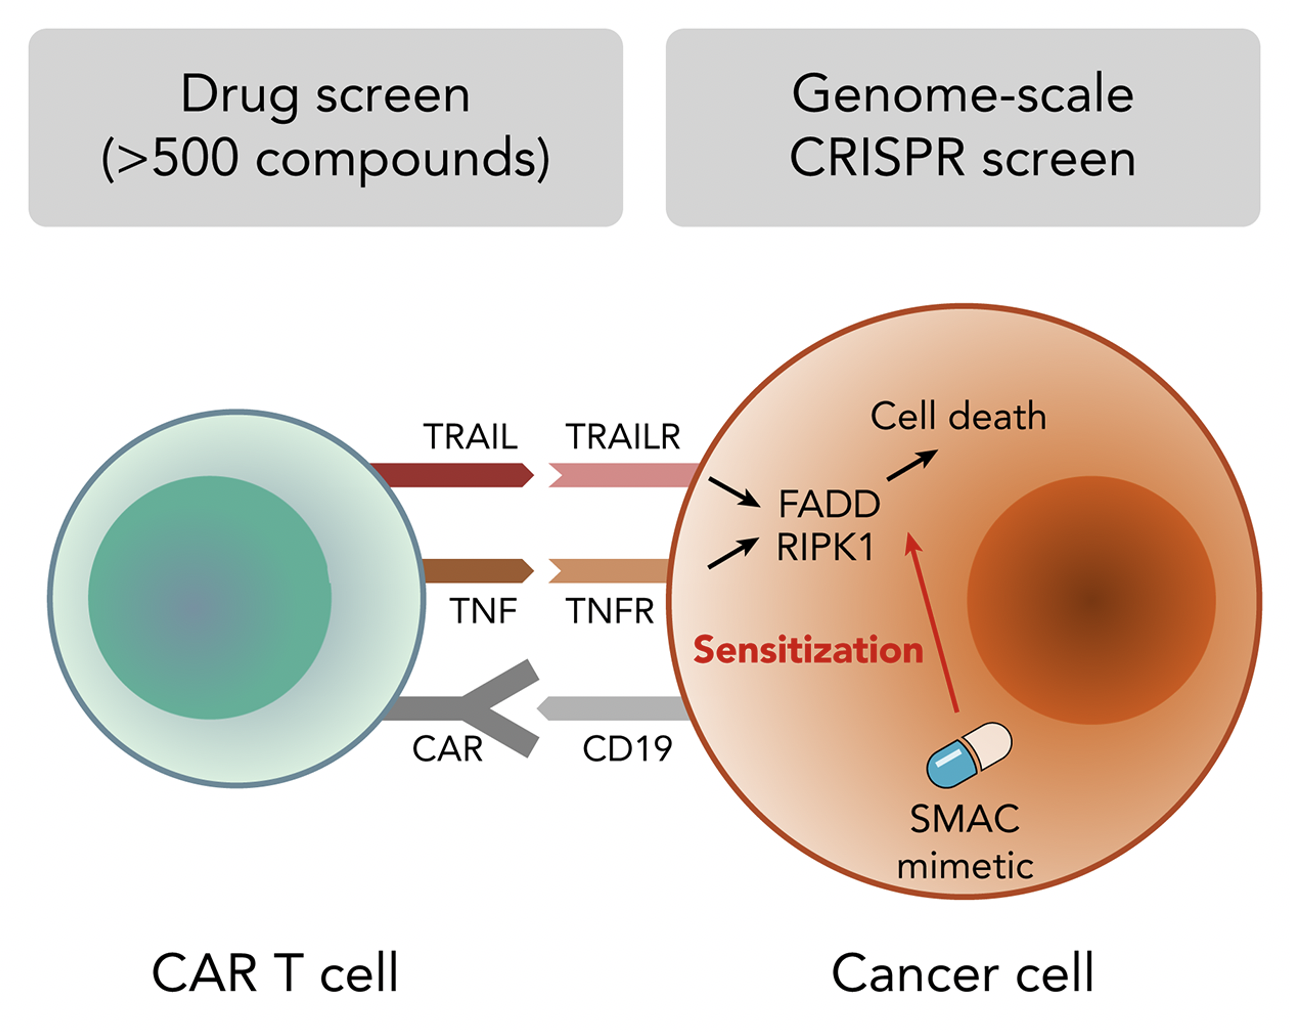 Drug screen
(>500 compounds)
Genome-scale
CRISPR screen
TRAIL
TRAILR
TNF
TNFR
CAR
CD19
Cell death
FADD
RIPK1
Sensitization
SMAC
mimetic
CAR T cell
Cancer cell